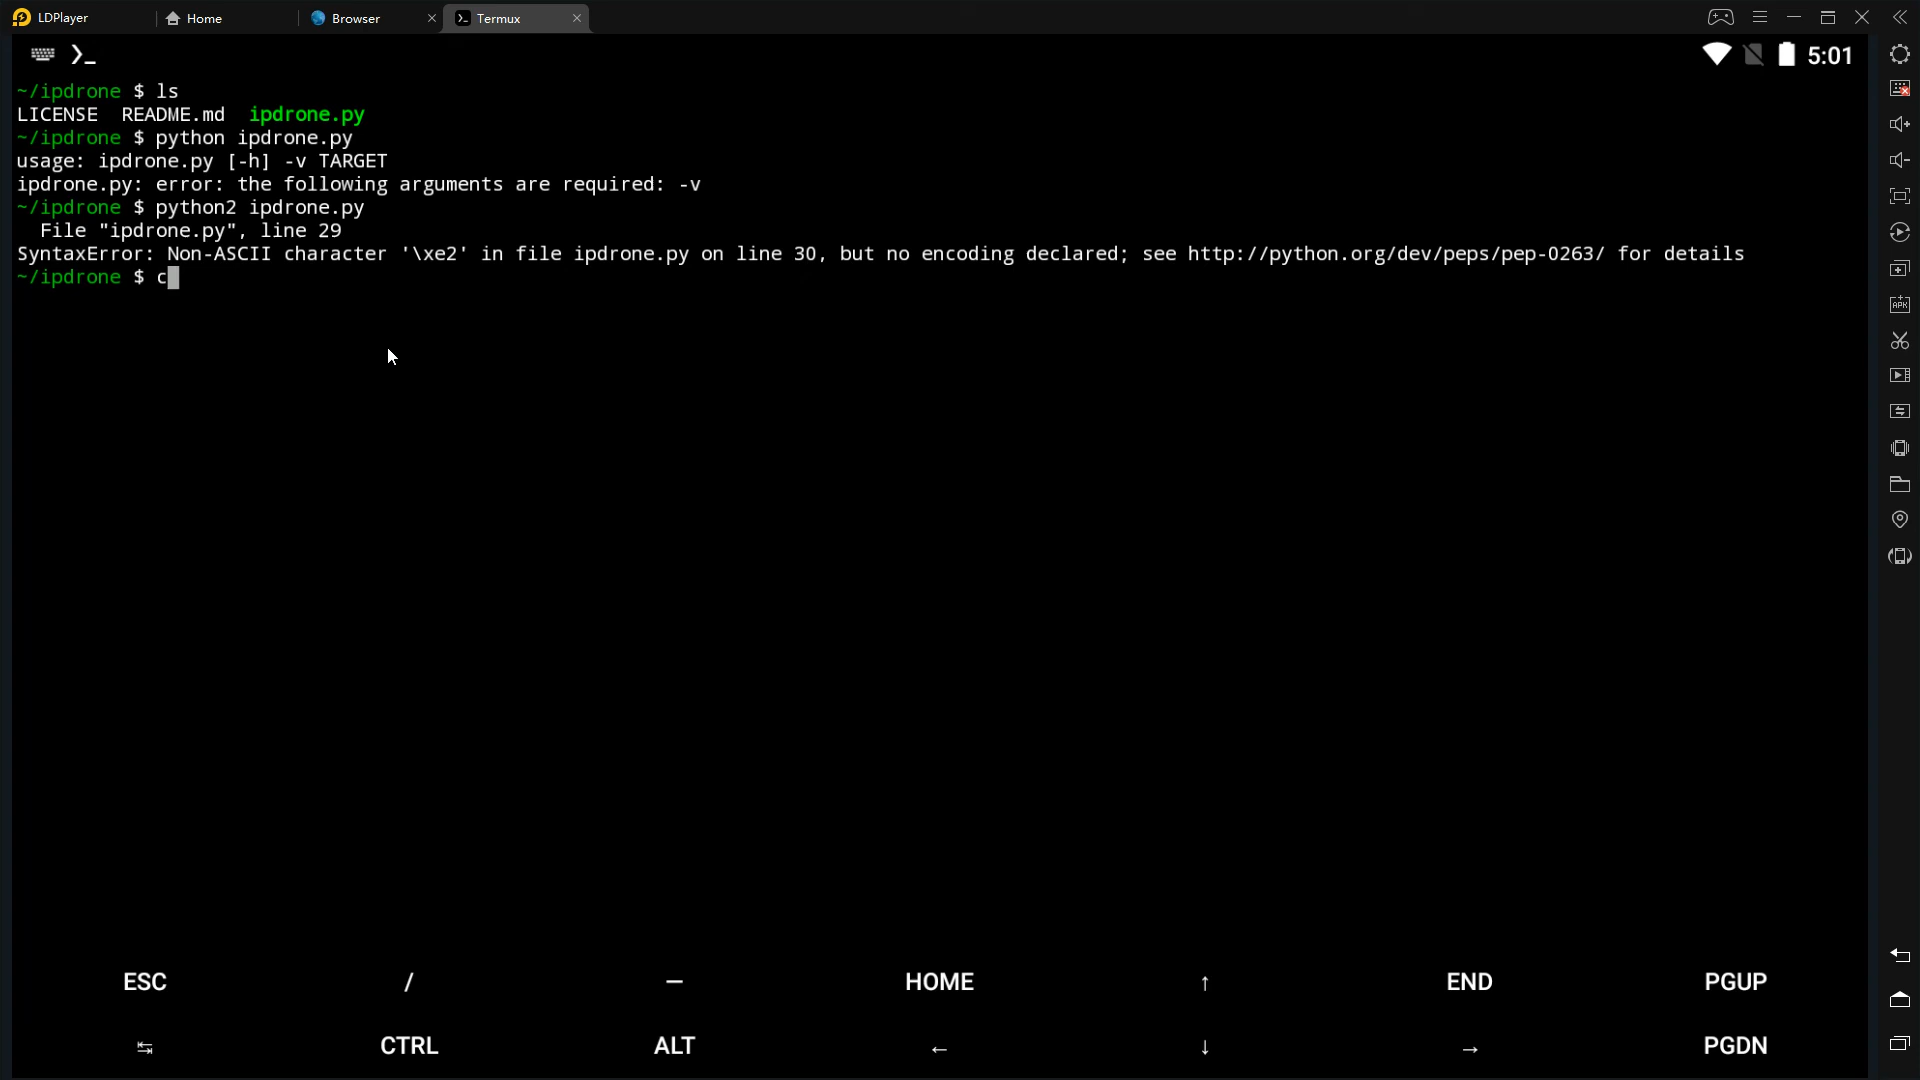 LDPlayer Home Browser Termux
5:01
~/ipdrone $ ls
LICENSE README.md ipdrone.py
~/ipdrone $ python ipdrone.py
usage: ipdrone.py [-h] -v TARGET
ipdrone.py: error: the following arguments are required: -v
~/ipdrone $ python2 ipdrone.py
File "ipdrone.py", line 29
SyntaxError: Non-ASCII character '\xe2' in file ipdrone.py on line 30, but no encoding declared; see http://python.org/dev/peps/pep-0263/ for details
~/ipdrone $ c
APK
ESC / — HOME ↑ END PGUP
↹ CTRL ALT ← ↓ → PGDN